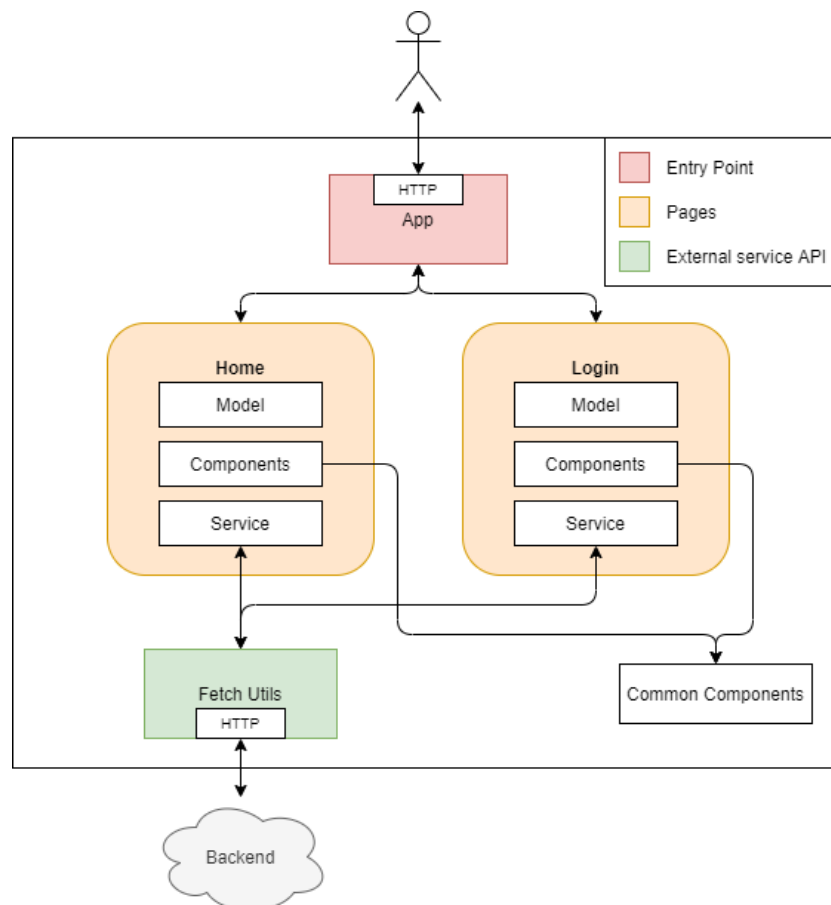 HTTP
App
Entry Point
Pages
External service API
Home
Model
Components
Service
Login
Model
Components
Service
Fetch Utils
HTTP
Common Components
Backend